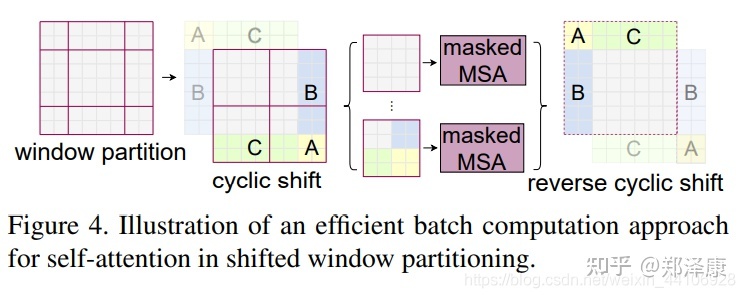 A C
B B
C A
window partition
cyclic shift
masked
MSA
⋮
masked
MSA
A C
B B
C A
reverse cyclic shift
Figure 4. Illustration of an efficient batch computation approach
for self-attention in shifted window partitioning.
知乎 @郑泽康
https://blog.csdn.net/weixin_44106928